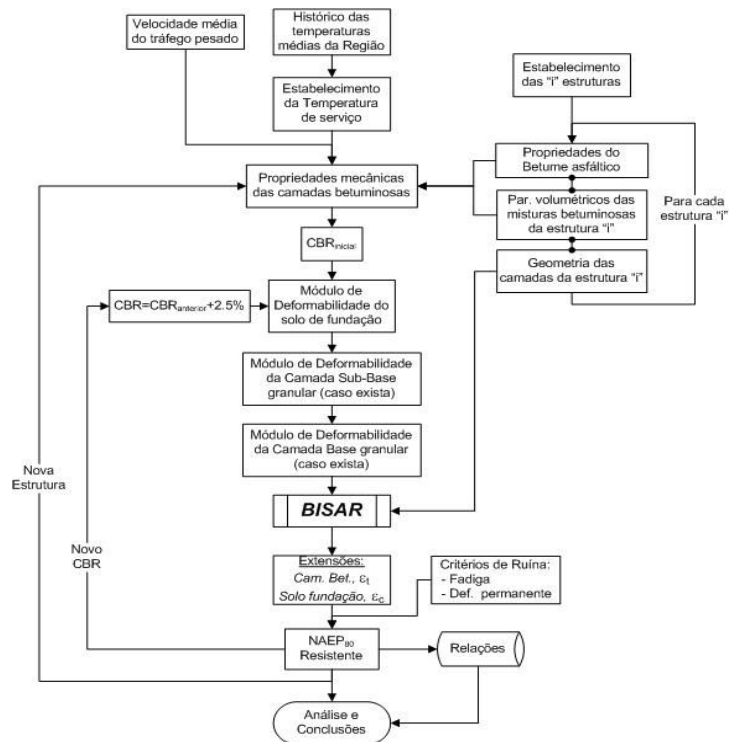 Velocidade média
do tráfego pesado
Histórico das
temperaturas
médias da Região
Estabelecimento
da Temperatura
de serviço
Estabelecimento
das “i” estruturas
Propriedades do
Betume asfáltico
Propriedades mecânicas
das camadas betuminosas
Par. volumétricos das
misturas betuminosas
da estrutura “i”
Para cada
estrutura “i”
CBRinicial
Geometria das
camadas da estrutura “i”
CBR=CBRanterior+2.5%
Módulo de
Deformabilidade do
solo de fundação
Módulo de Deformabilidade
da Camada Sub-Base
granular (caso exista)
Módulo de Deformabilidade
da Camada Base granular
(caso exista)
Nova
Estrutura
BISAR
Novo
CBR
Extensões:
Cam. Bet., εt
Solo fundação, εc
Critérios de Ruína:
- Fadiga
- Def. permanente
NAEP80
Resistente
Relações
Análise e
Conclusões